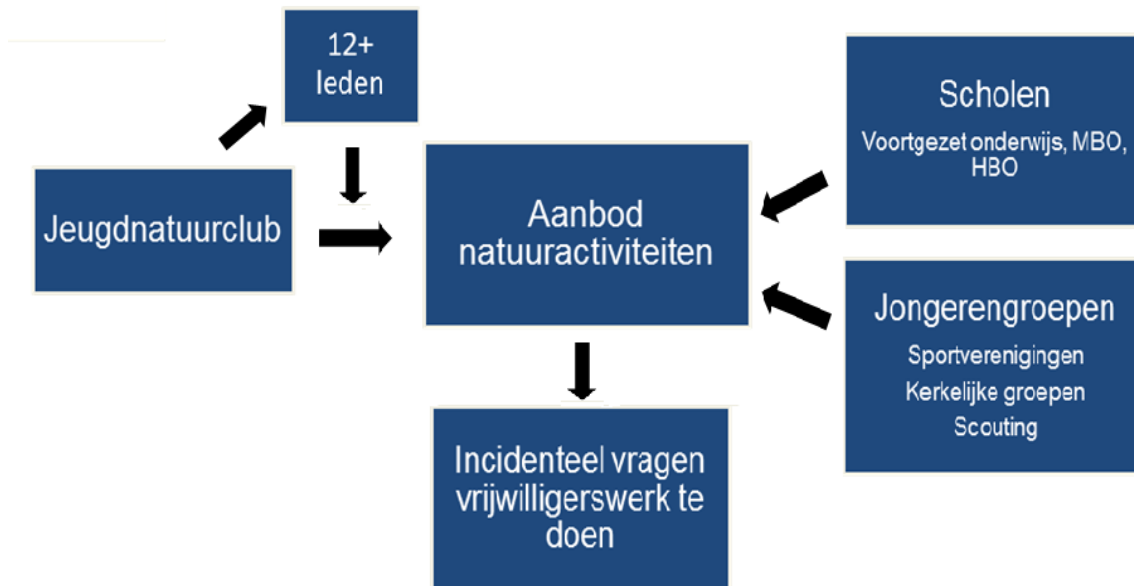 12+
leden
Jeugdnatuurclub
Aanbod
natuuractiviteiten
Scholen
Voortgezet onderwijs, MBO,
HBO
Jongerengroepen
Sportverenigingen
Kerkelijke groepen
Scouting
Incidenteel vragen
vrijwilligerswerk te
doen